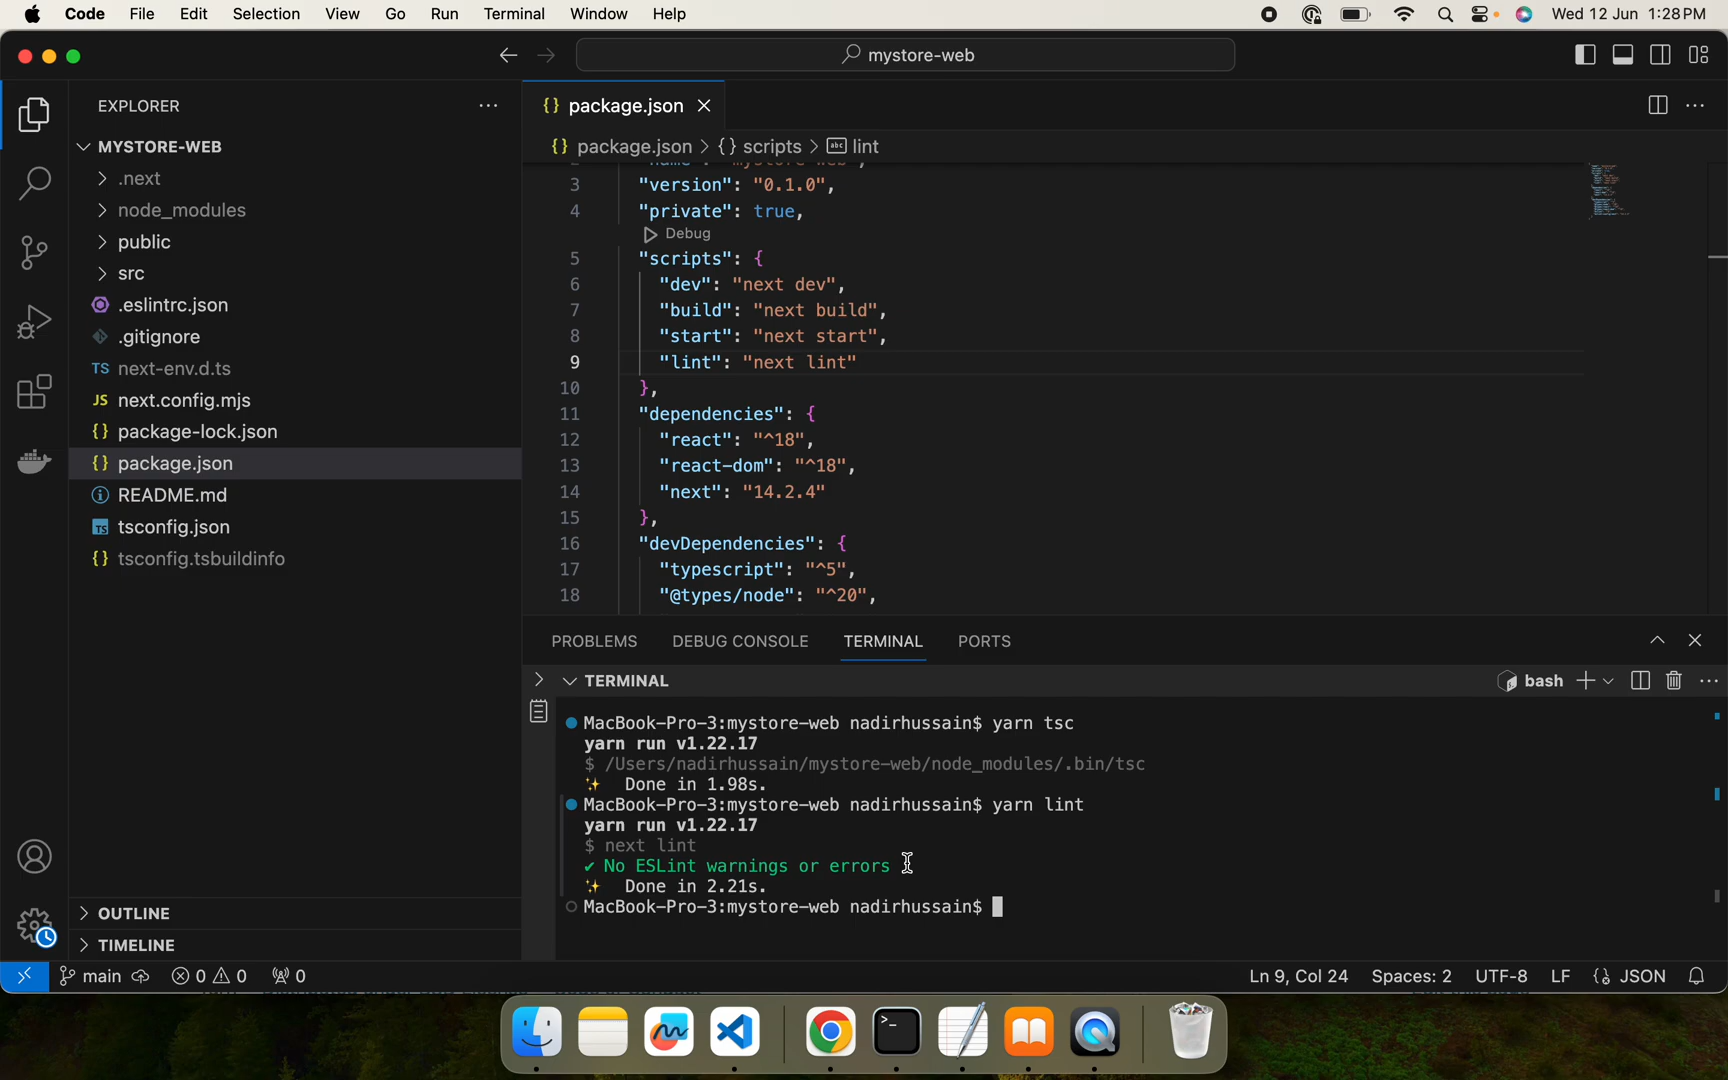 Code File Edit Selection View Go Run Terminal Window Help Wed 12 Jun 1:28 PM
mystore-web
EXPLORER
MYSTORE-WEB
.next
node_modules
public
src
.eslintrc.json
.gitignore
TS next-env.d.ts
JS next.config.mjs
{} package-lock.json
{} package.json
README.md
TS tsconfig.json
{} tsconfig.tsbuildinfo
OUTLINE
TIMELINE
{} package.json
{} package.json > {} scripts > abc lint
3 "version": "0.1.0",
4 "private": true,
Debug
5 "scripts": {
6 "dev": "next dev",
7 "build": "next build",
8 "start": "next start",
9 "lint": "next lint"
10 },
11 "dependencies": {
12 "react": "^18",
13 "react-dom": "^18",
14 "next": "14.2.4"
15 },
16 "devDependencies": {
17 "typescript": "^5",
18 "@types/node": "^20",
PROBLEMS DEBUG CONSOLE TERMINAL PORTS
TERMINAL
bash
MacBook-Pro-3:mystore-web nadirhussain$ yarn tsc
yarn run v1.22.17
$ /Users/nadirhussain/mystore-web/node_modules/.bin/tsc
✨ Done in 1.98s.
MacBook-Pro-3:mystore-web nadirhussain$ yarn lint
yarn run v1.22.17
$ next lint
✔ No ESLint warnings or errors
✨ Done in 2.21s.
MacBook-Pro-3:mystore-web nadirhussain$
main 0 0 0 Ln 9, Col 24 Spaces: 2 UTF-8 LF {} JSON